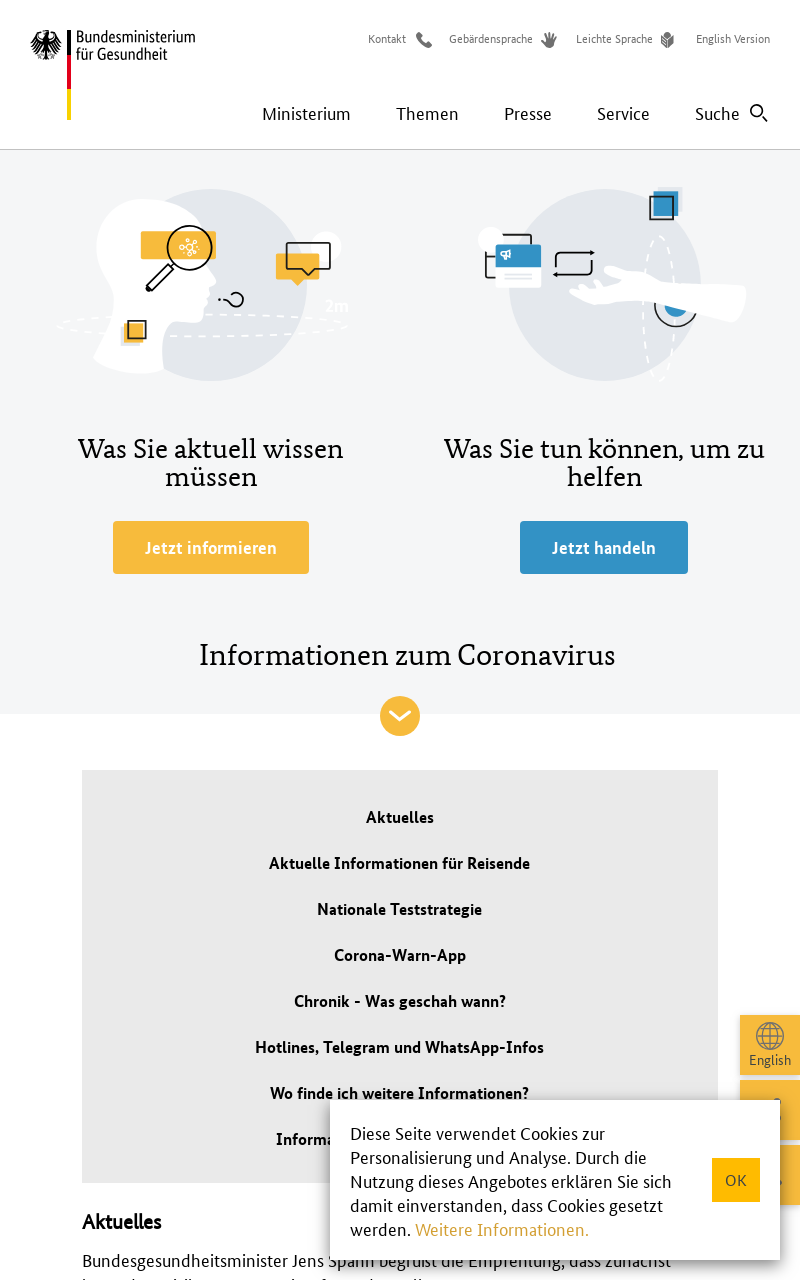 Bundesministerium
für Gesundheit
Kontakt
Gebärdensprache
Leichte Sprache
English Version
Ministerium
Themen
Presse
Service
Suche
2m
Was Sie aktuell wissen
müssen
Jetzt informieren
Was Sie tun können, um zu
helfen
Jetzt handeln
Informationen zum Coronavirus
Aktuelles
Aktuelle Informationen für Reisende
Nationale Teststrategie
Corona-Warn-App
Chronik - Was geschah wann?
Hotlines, Telegram und WhatsApp-Infos
Wo finde ich weitere Informationen?
English
Diese Seite verwendet Cookies zur
Personalisierung und Analyse. Durch die
Nutzung dieses Angebotes erklären Sie sich
damit einverstanden, dass Cookies gesetzt
werden. Weitere Informationen.
OK
Aktuelles
Bundesgesundheitsminister Jens Spahn begrüßt die Empfehlung, dass zunächst